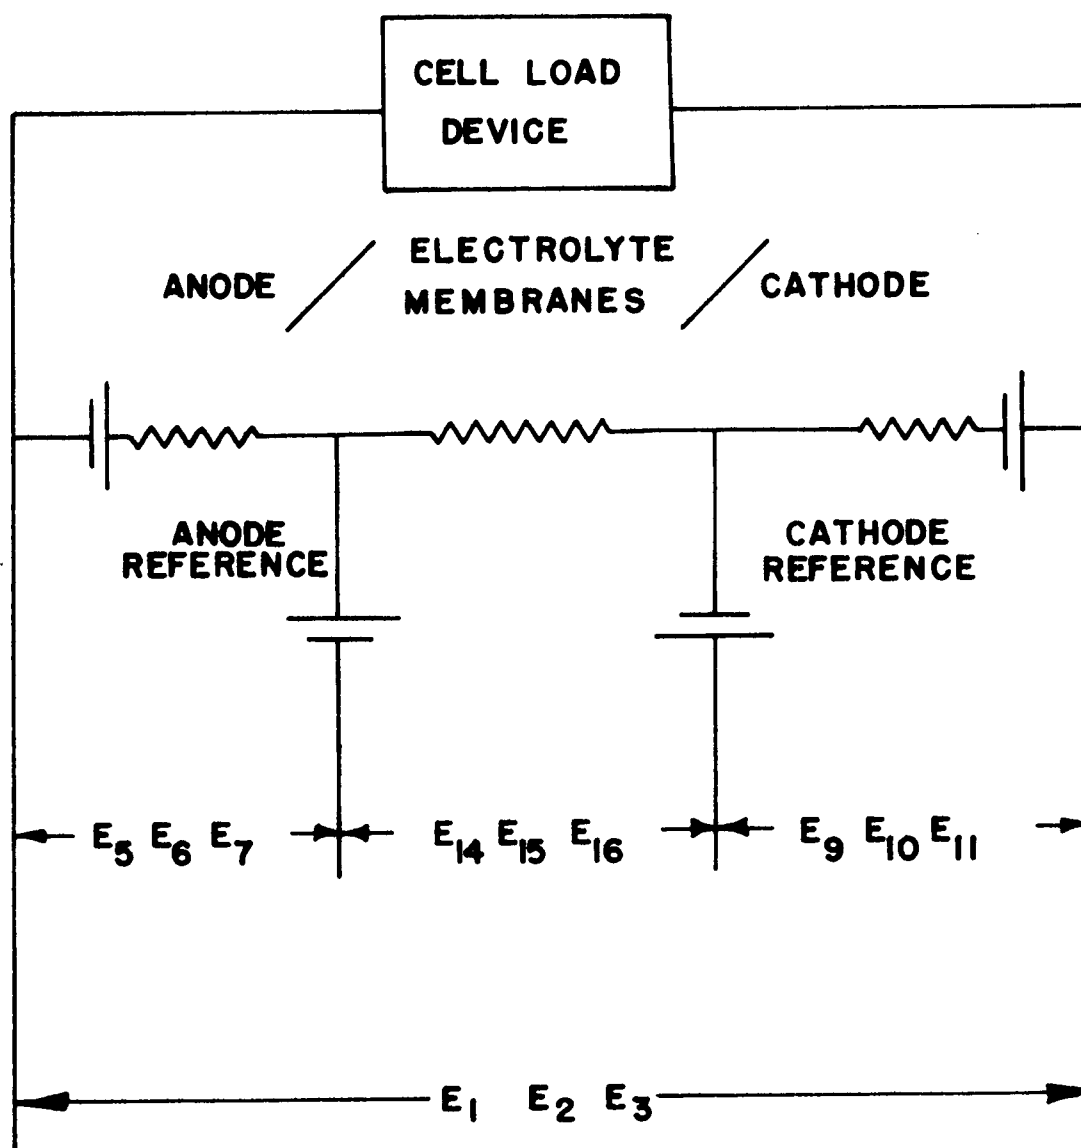 CELL LOAD
DEVICE
ANODE
ELECTROLYTE
MEMBRANES
CATHODE
ANODE
REFERENCE
CATHODE
REFERENCE
E5 E6 E7
E14 E15 E16
E9 E10 E11
E1 E2 E3